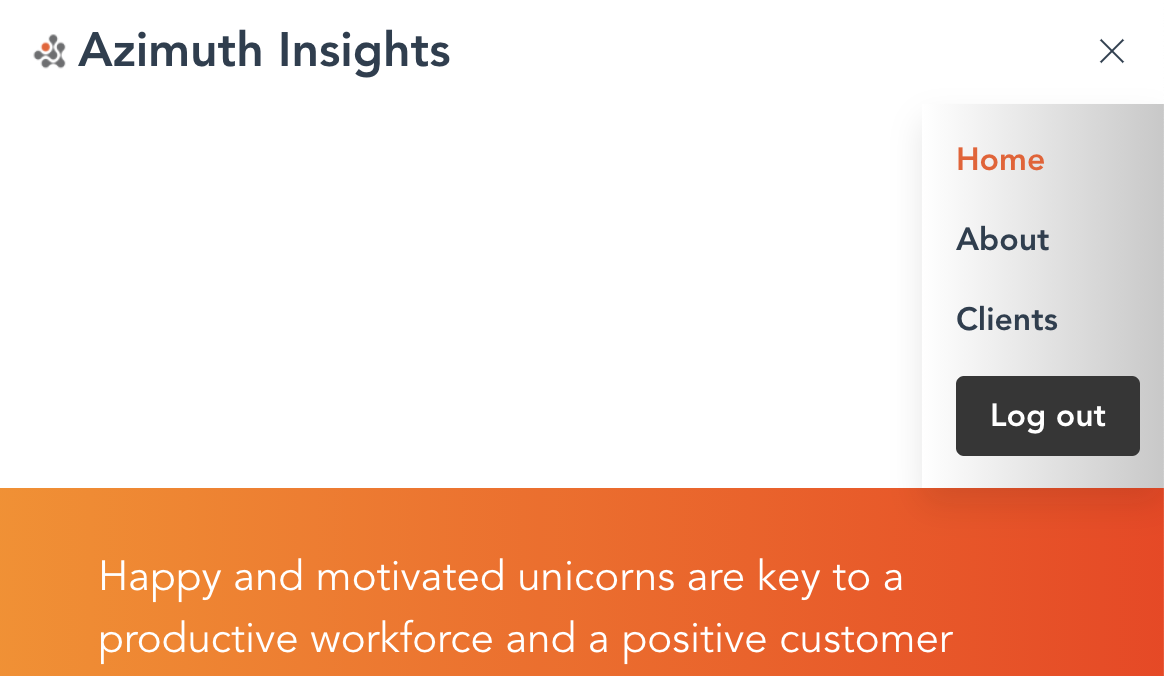 Azimuth Insights
Home
About
Clients
Log out
Happy and motivated unicorns are key to a
productive workforce and a positive customer